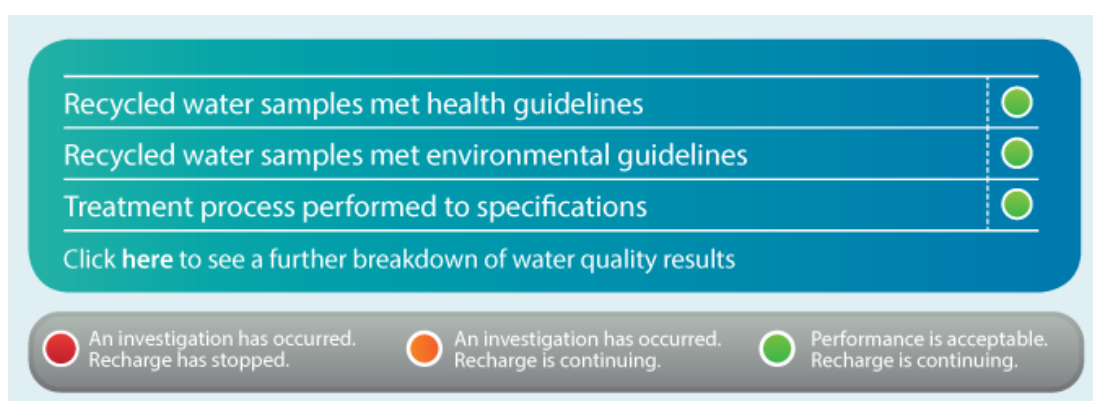 Recycled water samples met health guidelines
Recycled water samples met environmental guidelines
Treatment process performed to specifications
Click here to see a further breakdown of water quality results
An investigation has occurred.
Recharge has stopped.
An investigation has occurred.
Recharge is continuing.
Performance is acceptable.
Recharge is continuing.